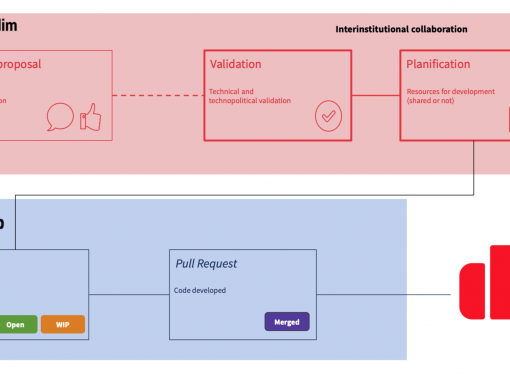 dim
Interinstitutional collaboration
proposal
Validation
Planification
on
Technical and
technopolitical validation
Resources for development
(shared or not)
b
Pull Request
Code developed
Open
WIP
Merged